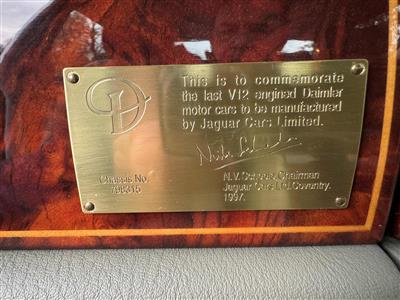 This is to commemorate
the last V12 engined Daimler
motor cars to be manufactured
by Jaguar Cars Limited.
Chassis No.
N.V. Scheele, Chairman
Jaguar Cars Ltd, Coventry.
1997.